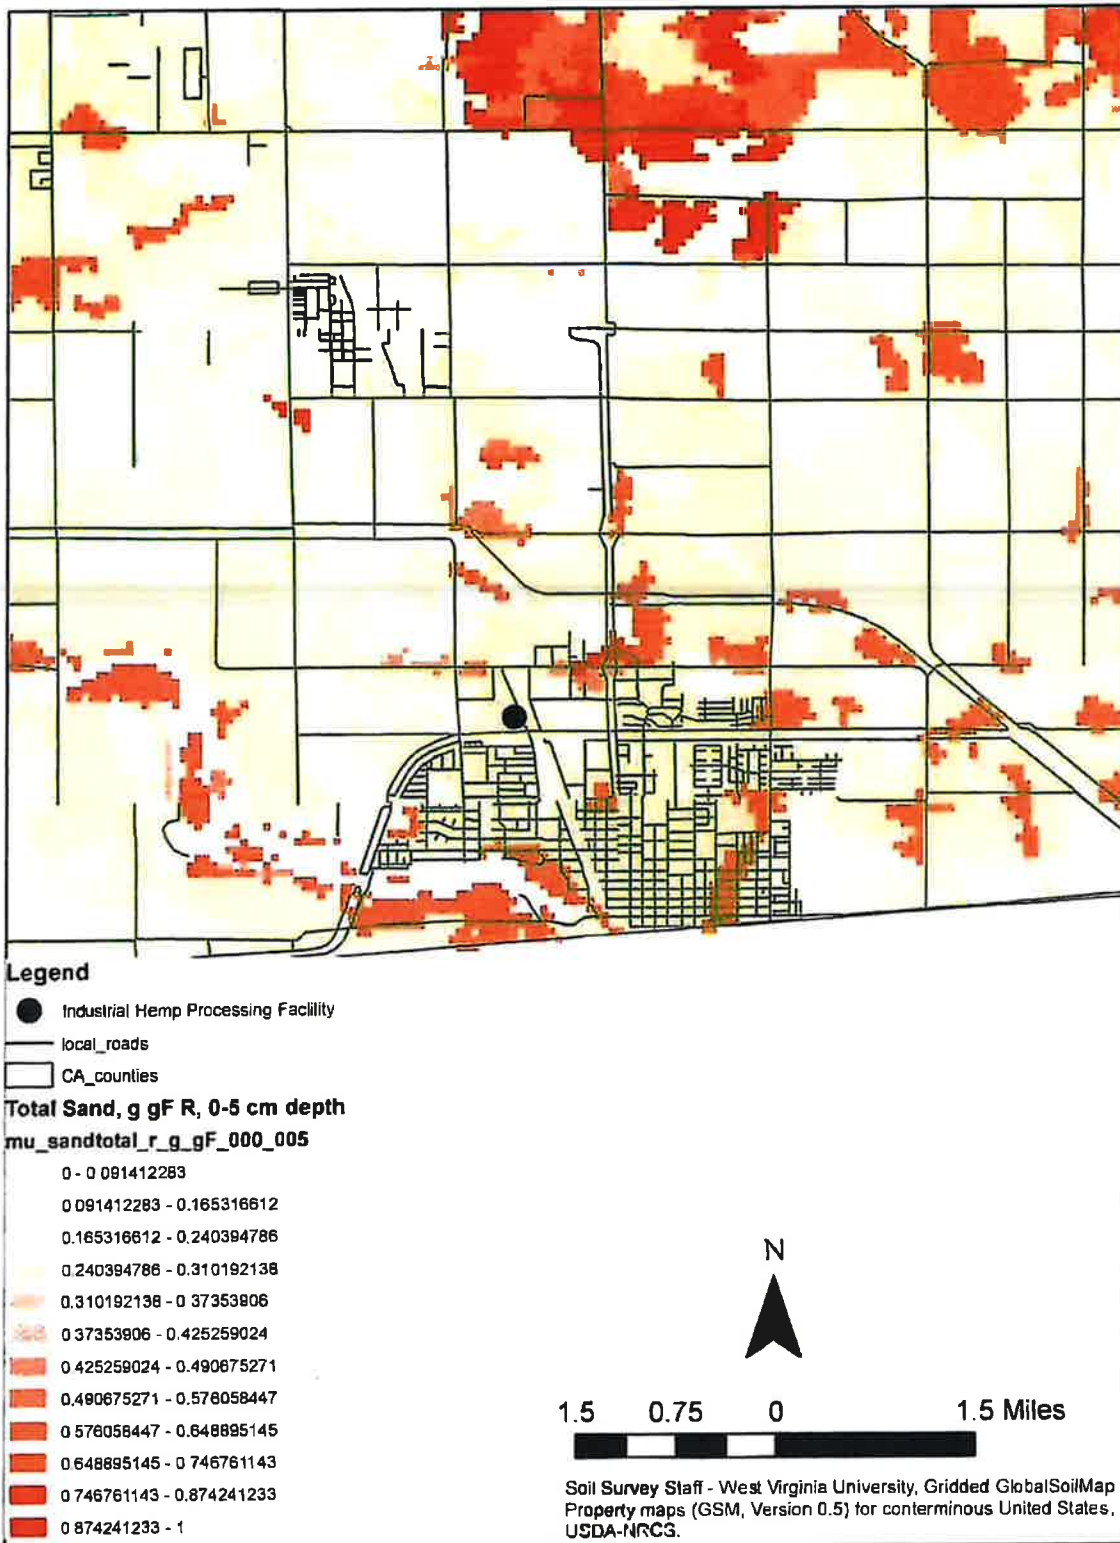 Legend
Industrial Hemp Processing Facility
local_roads
CA_counties
Total Sand, g gF R, 0-5 cm depth
mu_sandtotal_r_g_gF_000_005
0 - 0 091412283
0 091412283 - 0.165316612
0.165316612 - 0.240394786
0.240394786 - 0.310192138
0.310192138 - 0 37353906
0 37353906 - 0.425259024
0 425259024 - 0.490675271
0.490675271 - 0.576058447
0 576058447 - 0.648895145
0.648895145 - 0 746761143
0 746761143 - 0.874241233
0 874241233 - 1
N
1.5 0.75 0 1.5 Miles
Soil Survey Staff - West Virginia University, Gridded GlobalSoilMap
Property maps (GSM, Version 0.5) for conterminous United States,
USDA-NRCS.